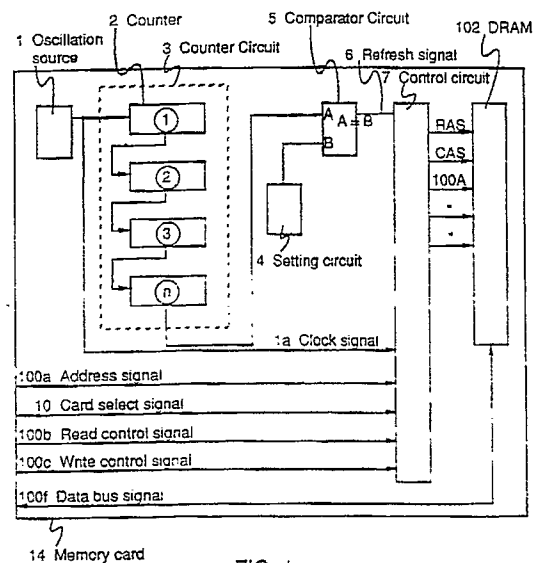 2 Counter
5 Comparator Circuit
102 DRAM
1 Oscillation
source
3 Counter Circuit
6 Refresh signal
7 Control circuit
1
A
A = B
B
RAS
CAS
100A
2
3
n
4 Setting circuit
1a Clock signal
100a Address signal
10 Card select signal
100b Read control signal
100c Write control signal
100f Data bus signal
14 Memory card